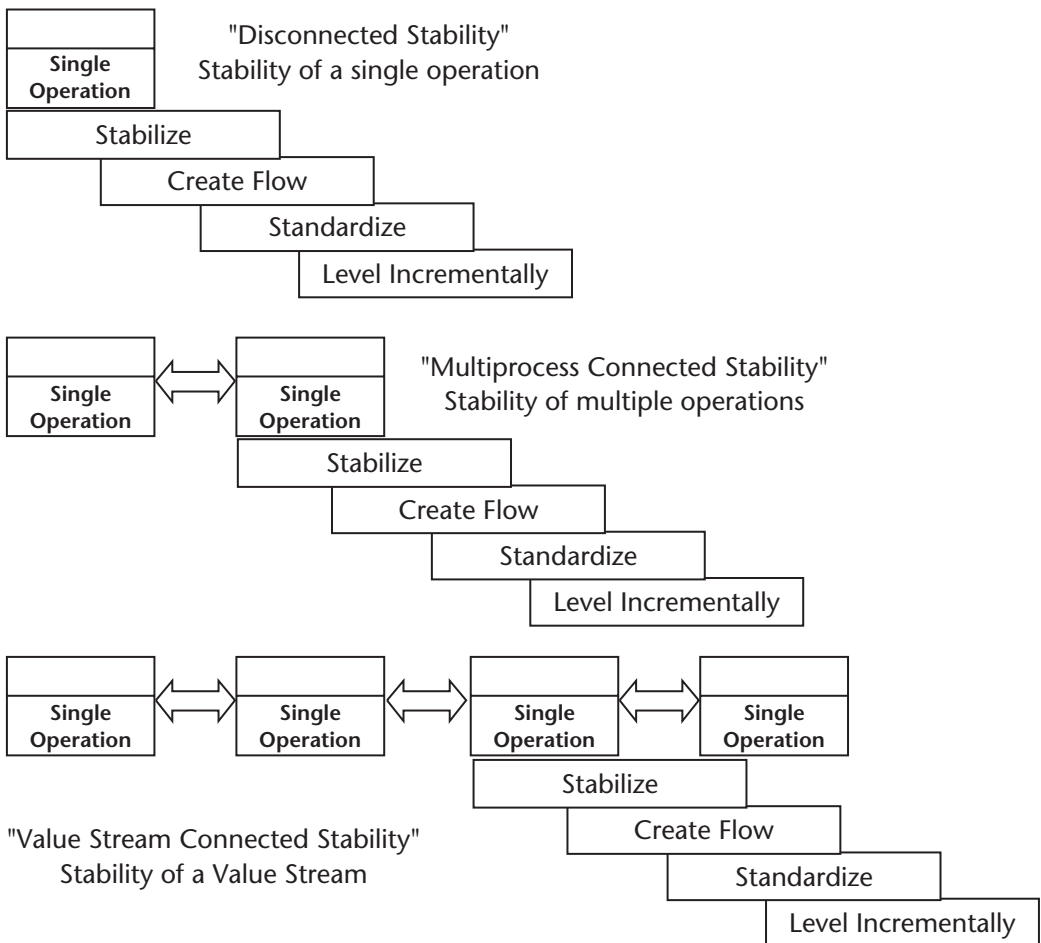 "Disconnected Stability"
Stability of a single operation
Single
Operation
Stabilize
Create Flow
Standardize
Level Incrementally
Single
Operation
Single
Operation
"Multiprocess Connected Stability"
Stability of multiple operations
Stabilize
Create Flow
Standardize
Level Incrementally
Single
Operation
Single
Operation
Single
Operation
Single
Operation
Stabilize
Create Flow
Standardize
Level Incrementally
"Value Stream Connected Stability"
Stability of a Value Stream